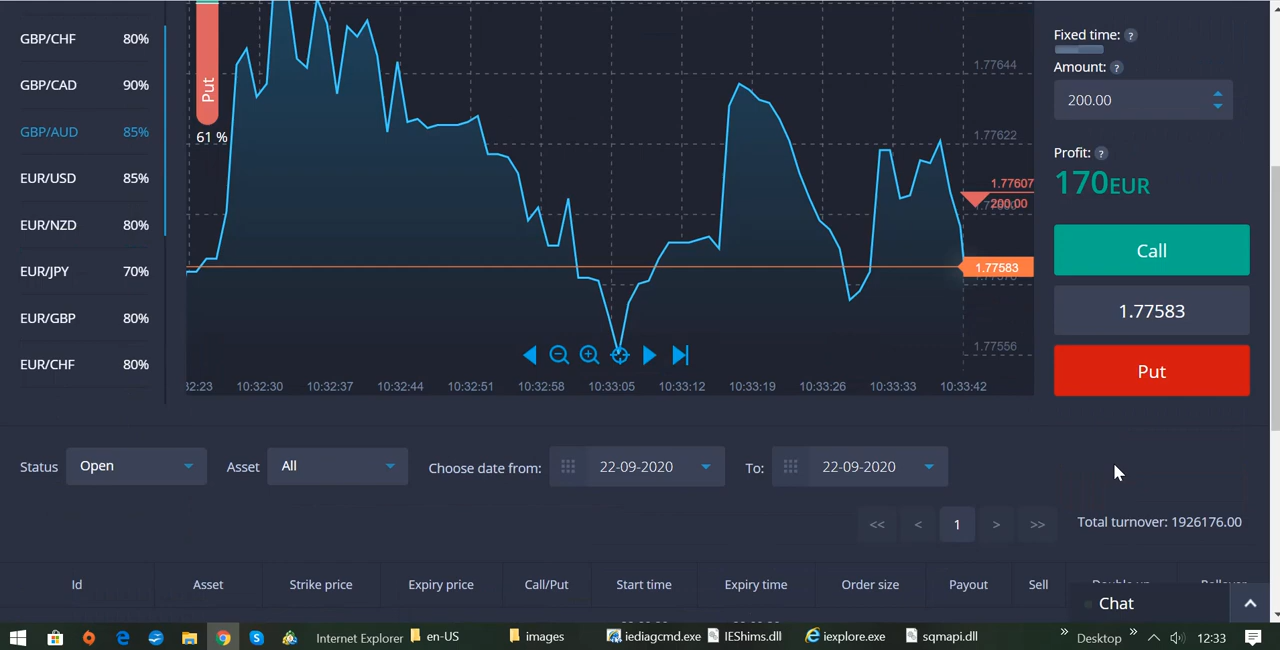 GBP/CHF 80%
GBP/CAD 90%
GBP/AUD 85%
EUR/USD 85%
EUR/NZD 80%
EUR/JPY 70%
EUR/GBP 80%
EUR/CHF 80%
Put
61 %
1.77644
1.77622
1.77607
200.00
1.77583
1.77556
02:23 10:32:30 10:32:37 10:32:44 10:32:51 10:32:58 10:33:05 10:33:12 10:33:19 10:33:26 10:33:33 10:33:42
Fixed time: ?
Amount: ?
200.00
Profit: ?
170EUR
Call
1.77583
Put
Status Open Asset All Choose date from: 22-09-2020 To: 22-09-2020
<< < 1 > >> Total turnover: 1926176.00
Id Asset Strike price Expiry price Call/Put Start time Expiry time Order size Payout Sell
Chat
Internet Explorer en-US images iediagcmd.exe IEShims.dll iexplore.exe sqmapi.dll » Desktop » 12:33